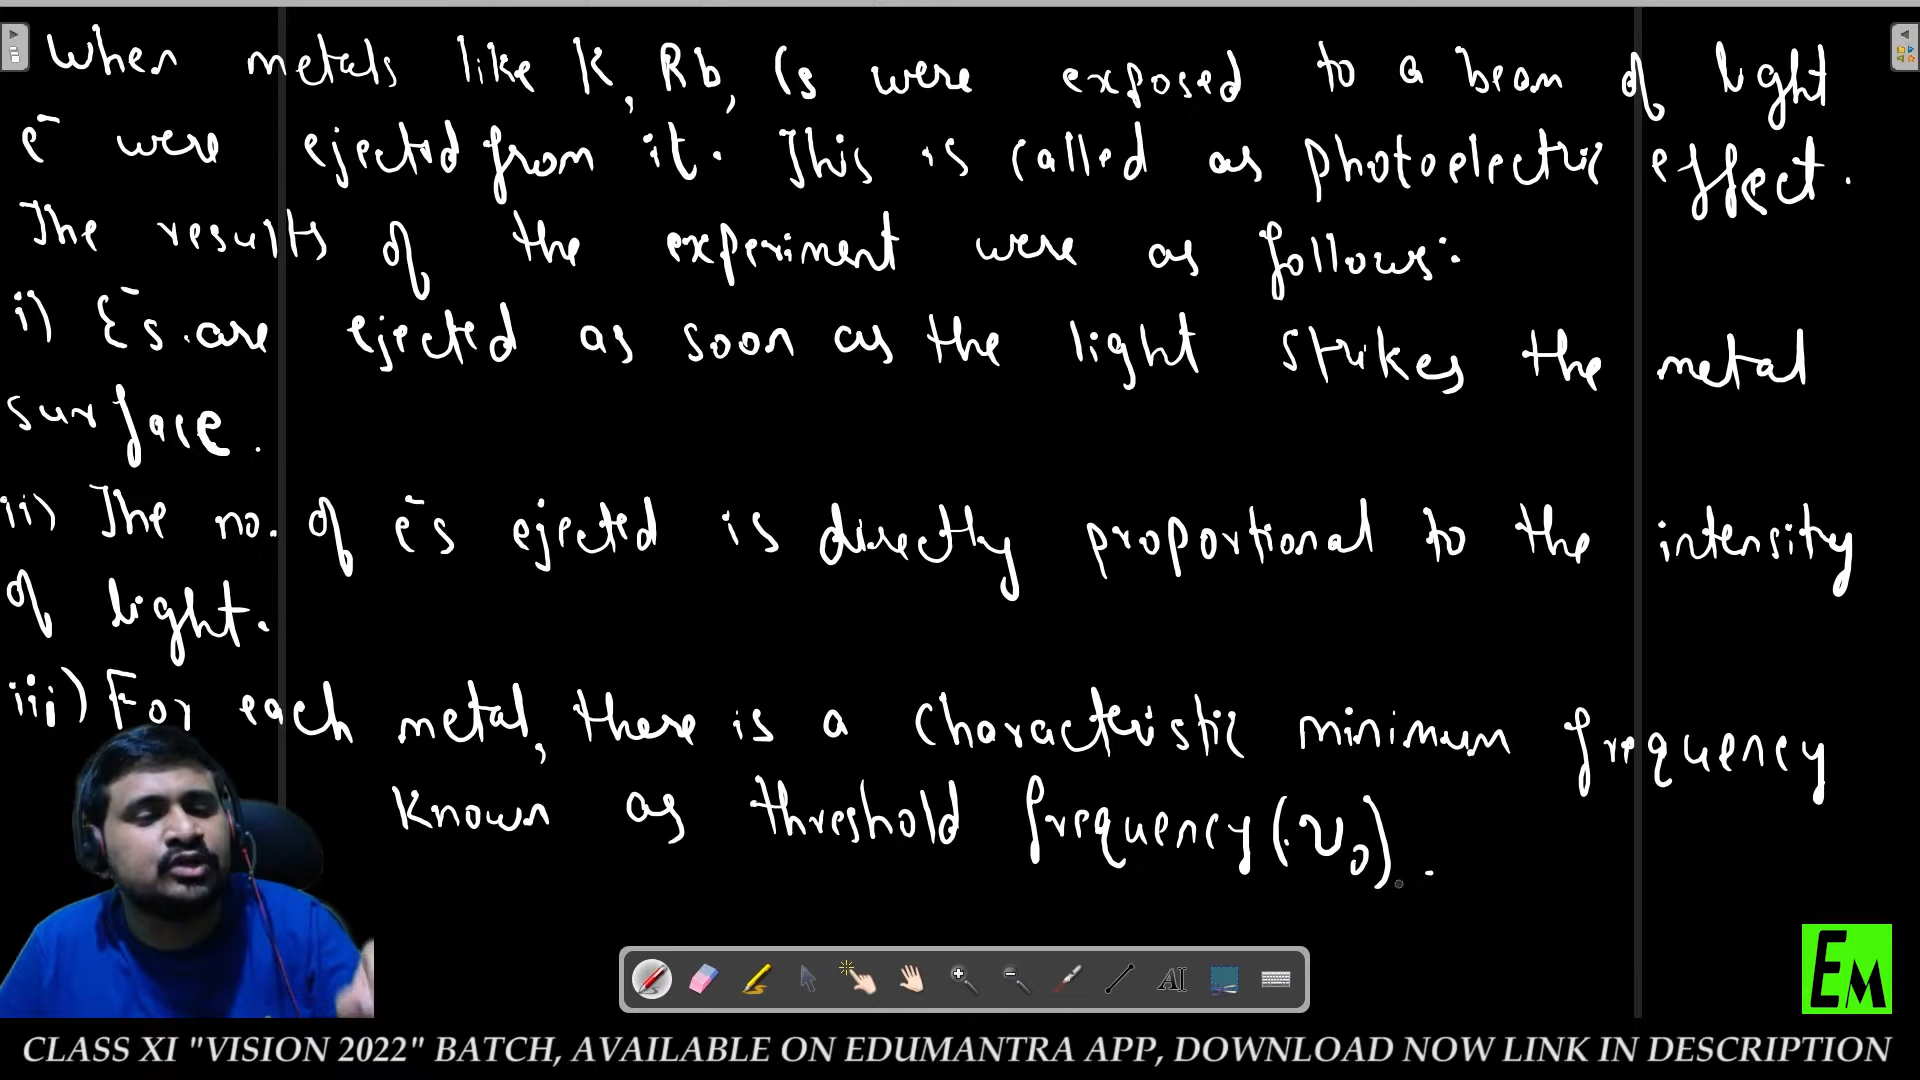 When metals like K, Rb, Cs were exposed to a beam of light
e⁻ were ejected from it. This is called as photoelectric effect.
The results of the experiment were as follows:
i) E⁻s are ejected as soon as the light strikes the metal
surface.
ii) The no. of e⁻s ejected is directly proportional to the intensity
of light.
iii) For each metal, there is a characteristic minimum frequency
known as threshold frequency (ν₀).
AI
EM
CLASS XI "VISION 2022" BATCH, AVAILABLE ON EDUMANTRA APP, DOWNLOAD NOW LINK IN DESCRIPTION